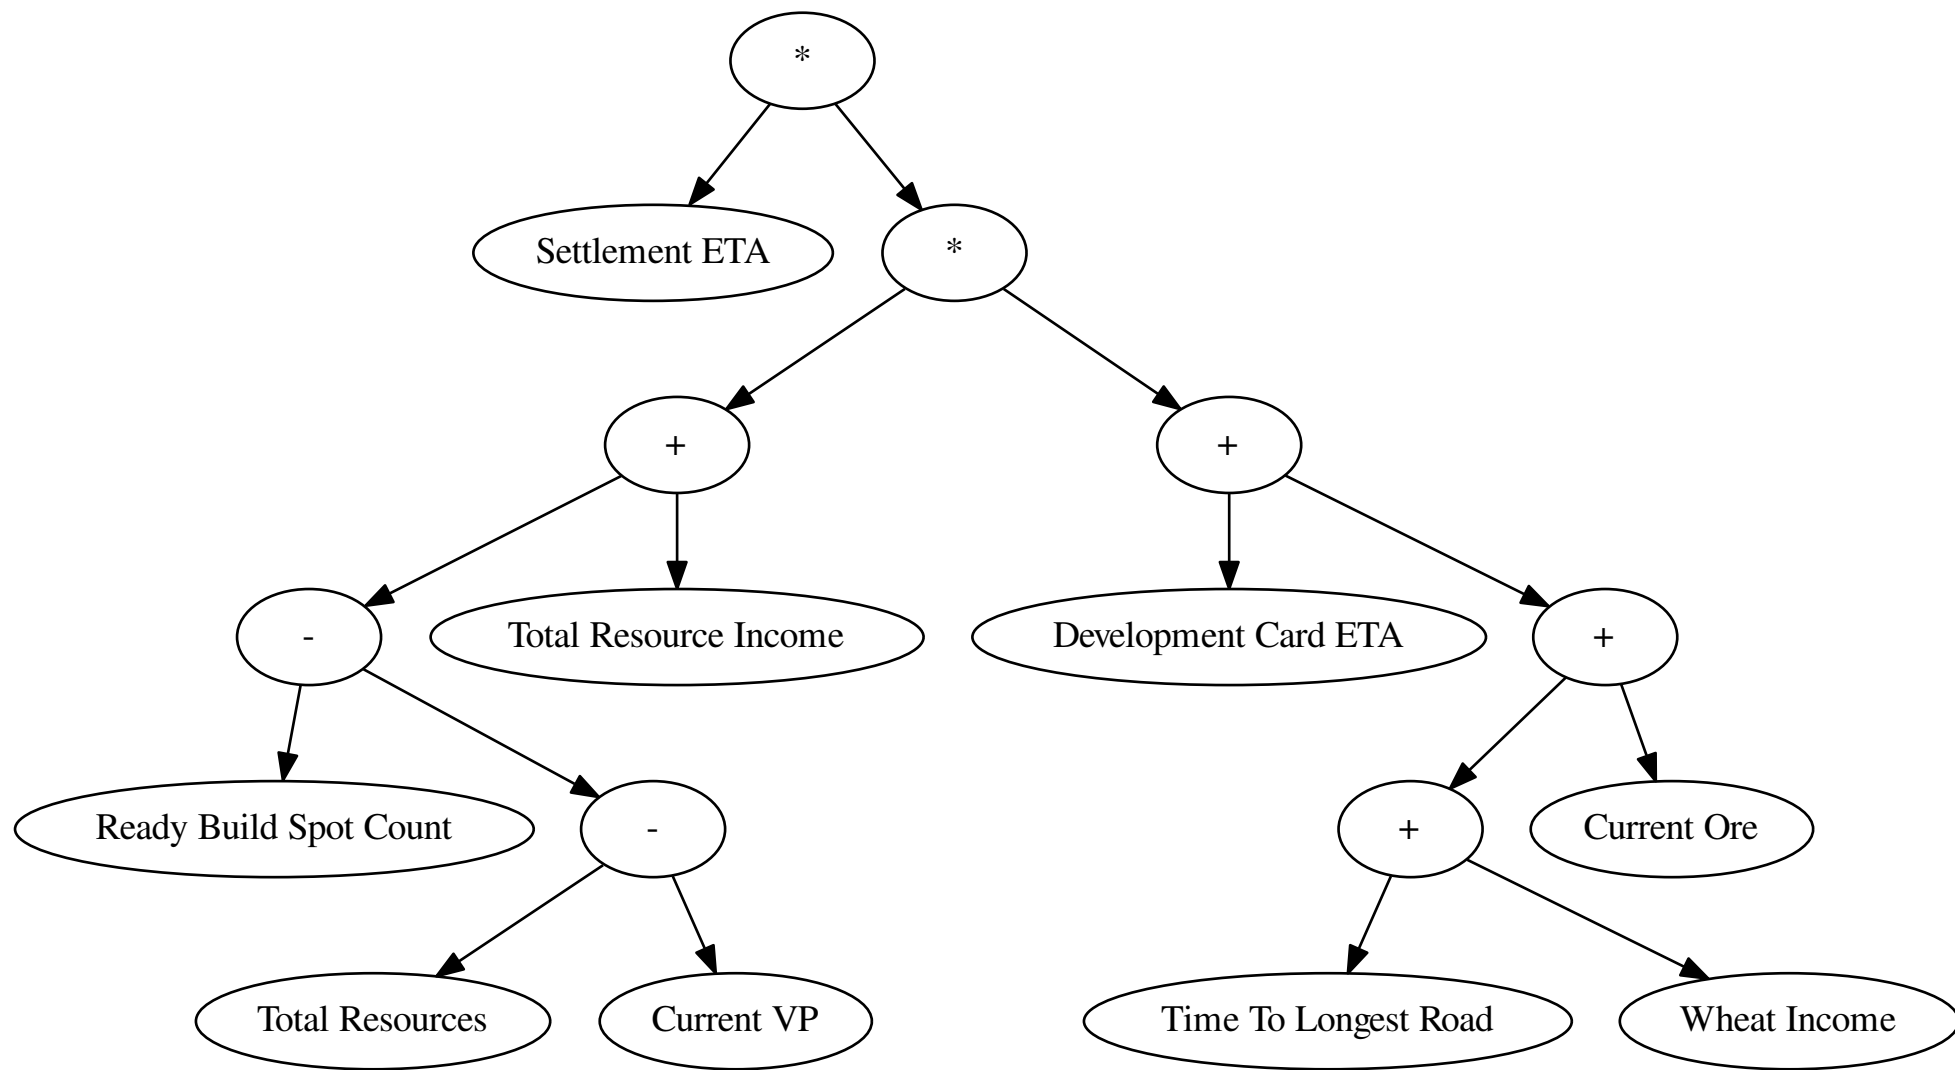 *
Settlement ETA
*
+
+
-
Total Resource Income
Development Card ETA
+
Ready Build Spot Count
-
+
Current Ore
Total Resources
Current VP
Time To Longest Road
Wheat Income